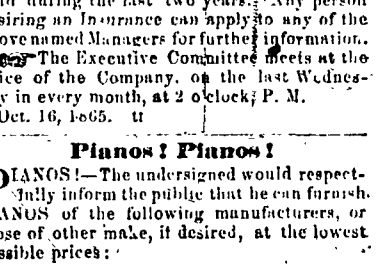 during the last two years. Any person
siring an Insurance can apply to any of the
ove named Managers for further information.
The Executive Committee meets at the
ice of the Company, on the last Wednes-
y in every month, at 2 o'clock, P. M.
Oct. 16, 1865. tf
Pianos! Pianos!
PIANOS!—The undersigned would respect-
fully inform the public that he can furnish
ANOS of the following manufacturers, or
ose of other make, if desired, at the lowest
ssible prices: